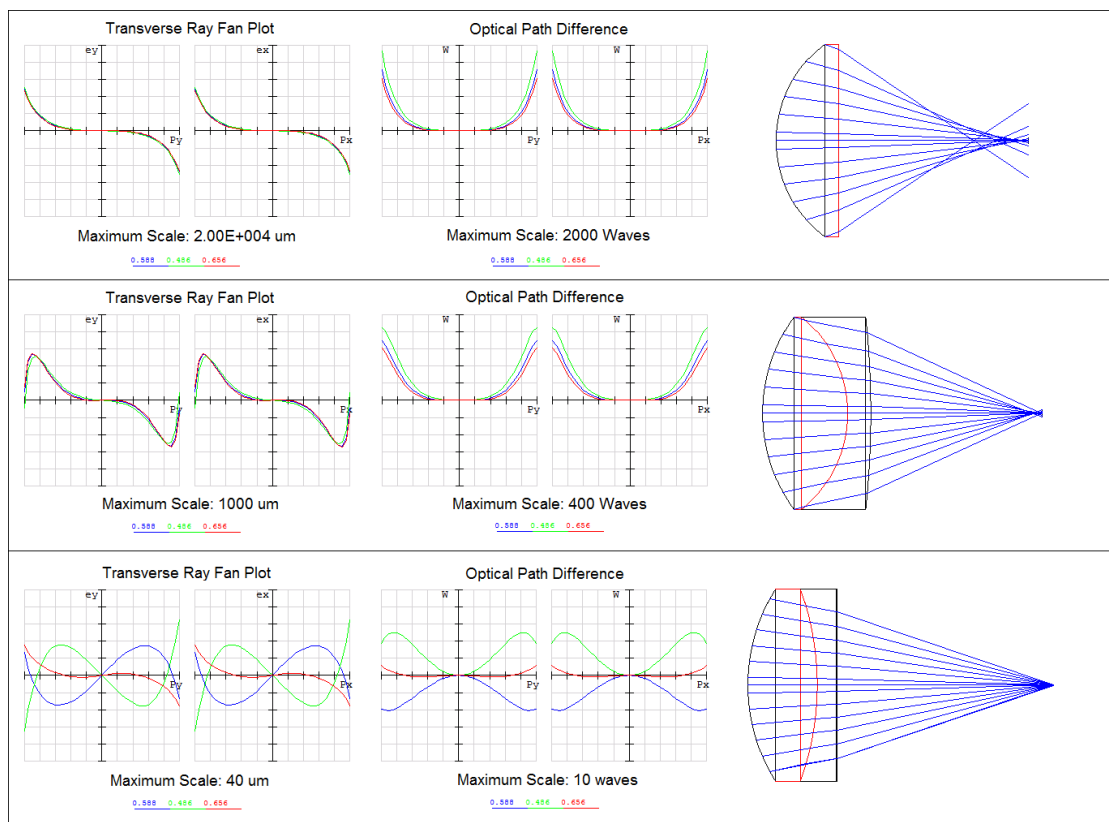 Transverse Ray Fan Plot
Optical Path Difference
ey ex W W
Py Px Py Px
Maximum Scale: 2.00E+004 um
Maximum Scale: 2000 Waves
0.588 0.486 0.656
0.588 0.486 0.656
Transverse Ray Fan Plot
Optical Path Difference
ey ex W W
Py Px Py Px
Maximum Scale: 1000 um
Maximum Scale: 400 Waves
0.588 0.486 0.656
0.588 0.486 0.656
Transverse Ray Fan Plot
Optical Path Difference
ey ex W W
Py Px Py Px
Maximum Scale: 40 um
Maximum Scale: 10 waves
0.588 0.486 0.656
0.588 0.486 0.656